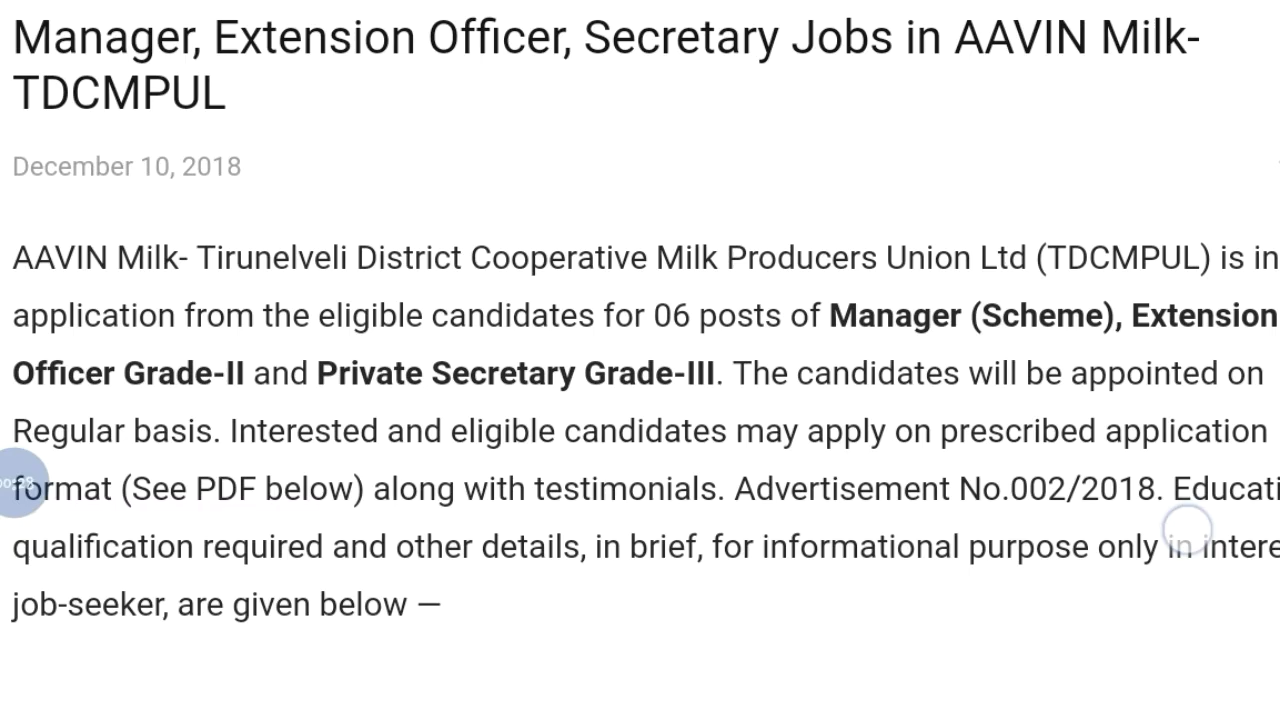 Manager, Extension Officer, Secretary Jobs in AAVIN Milk-
TDCMPUL
December 10, 2018
AAVIN Milk- Tirunelveli District Cooperative Milk Producers Union Ltd (TDCMPUL) is in
application from the eligible candidates for 06 posts of Manager (Scheme), Extension
Officer Grade-II and Private Secretary Grade-III. The candidates will be appointed on
Regular basis. Interested and eligible candidates may apply on prescribed application
format (See PDF below) along with testimonials. Advertisement No.002/2018. Educati
qualification required and other details, in brief, for informational purpose only in intere
job-seeker, are given below —